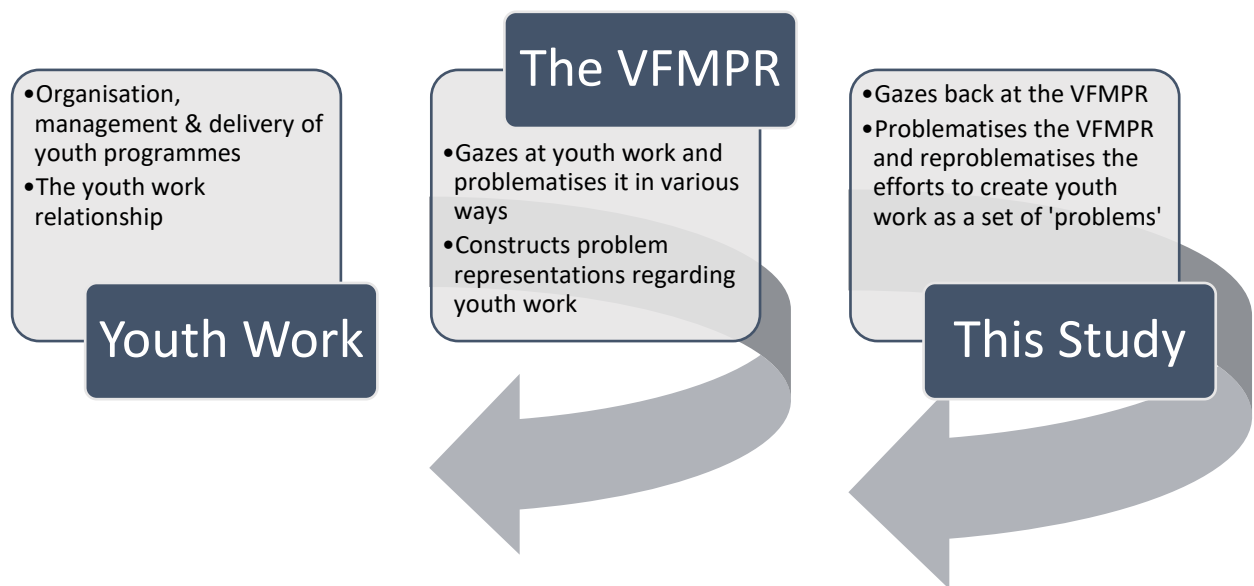 •Organisation,
management & delivery of
youth programmes
•The youth work
relationship
Youth Work
The VFMPR
•Gazes at youth work and
problematises it in various
ways
•Constructs problem
representations regarding
youth work
•Gazes back at the VFMPR
•Problematises the VFMPR
and reproblematises the
efforts to create youth
work as a set of 'problems'
This Study